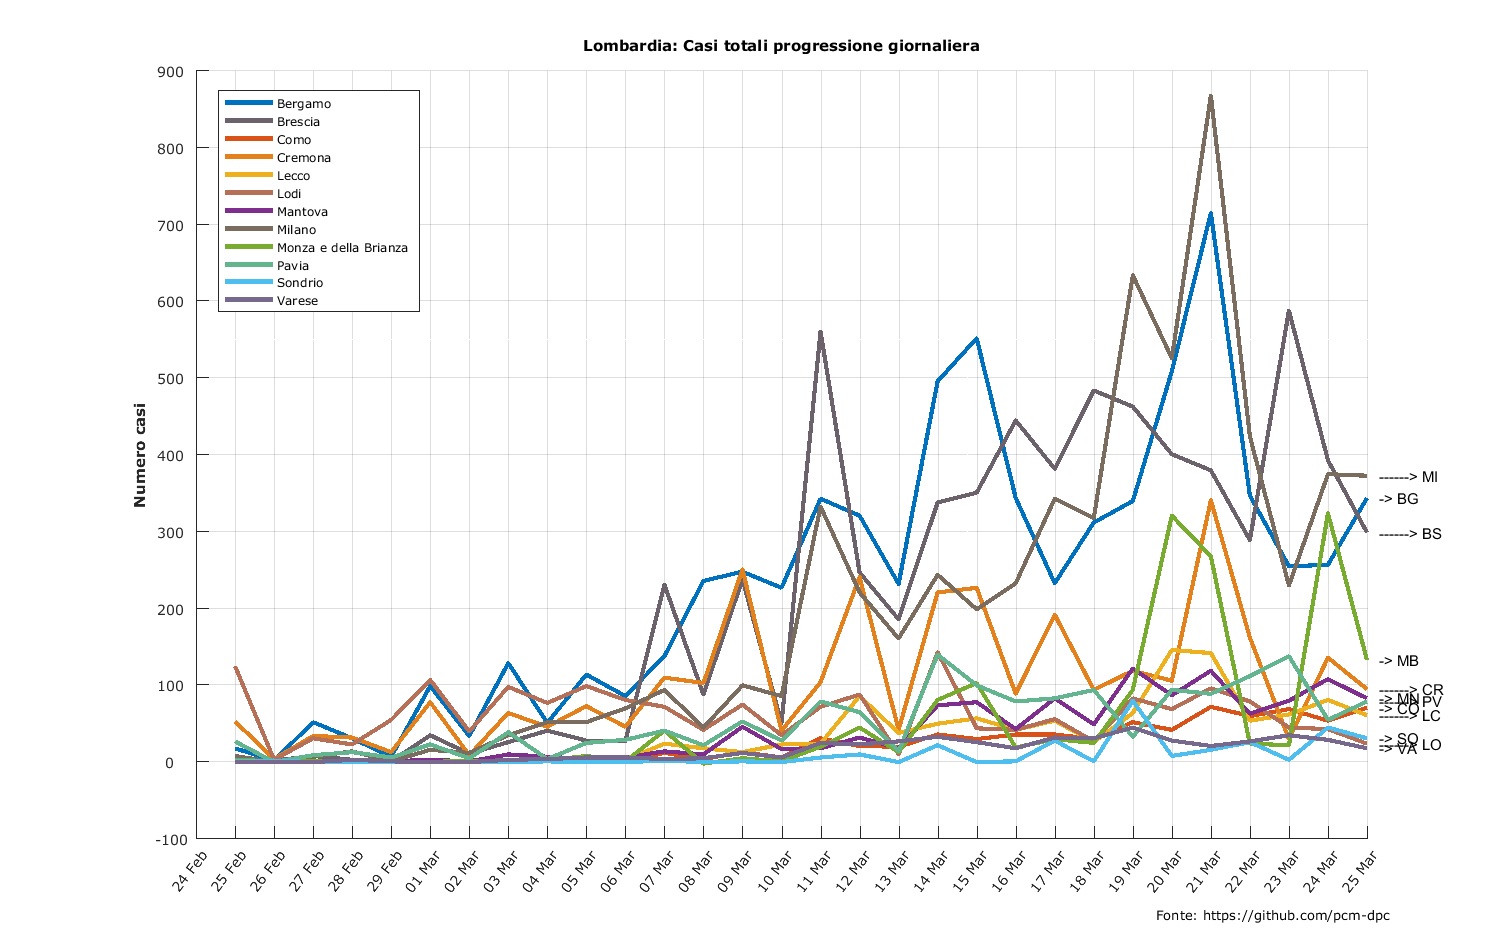 Lombardia: Casi totali progressione giornaliera
900
800
700
600
500
400
300
200
100
0
-100
Numero casi
Bergamo
Brescia
Como
Cremona
Lecco
Lodi
Mantova
Milano
Monza e della Brianza
Pavia
Sondrio
Varese
------> MI
-> BG
------> BS
-> MB
------> CR
-> MN
------> PV
-> CO
------> LC
-> SO
------> LO
-> VA
24 Feb
25 Feb
26 Feb
27 Feb
28 Feb
29 Feb
01 Mar
02 Mar
03 Mar
04 Mar
05 Mar
06 Mar
07 Mar
08 Mar
09 Mar
10 Mar
11 Mar
12 Mar
13 Mar
14 Mar
15 Mar
16 Mar
17 Mar
18 Mar
19 Mar
20 Mar
21 Mar
22 Mar
23 Mar
24 Mar
25 Mar
Fonte: https://github.com/pcm-dpc